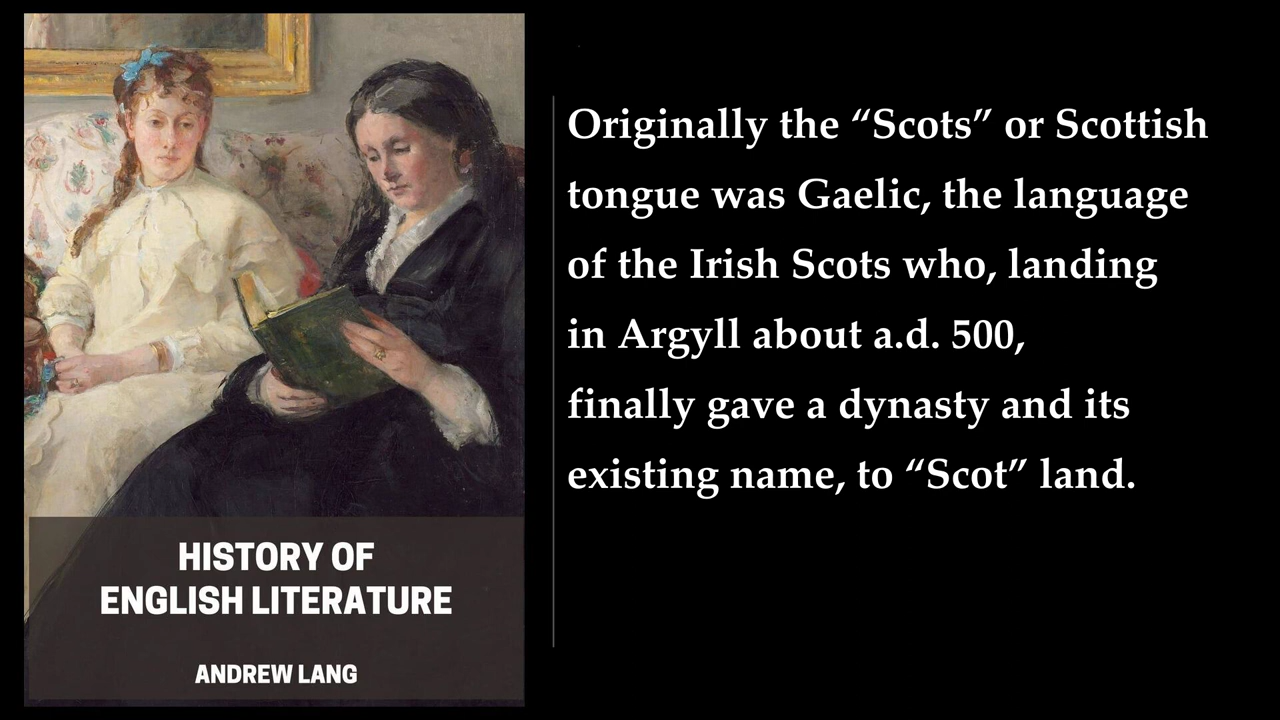 HISTORY OF
ENGLISH LITERATURE
ANDREW LANG
Originally the “Scots” or Scottish
tongue was Gaelic, the language
of the Irish Scots who, landing
in Argyll about a.d. 500,
finally gave a dynasty and its
existing name, to “Scot” land.